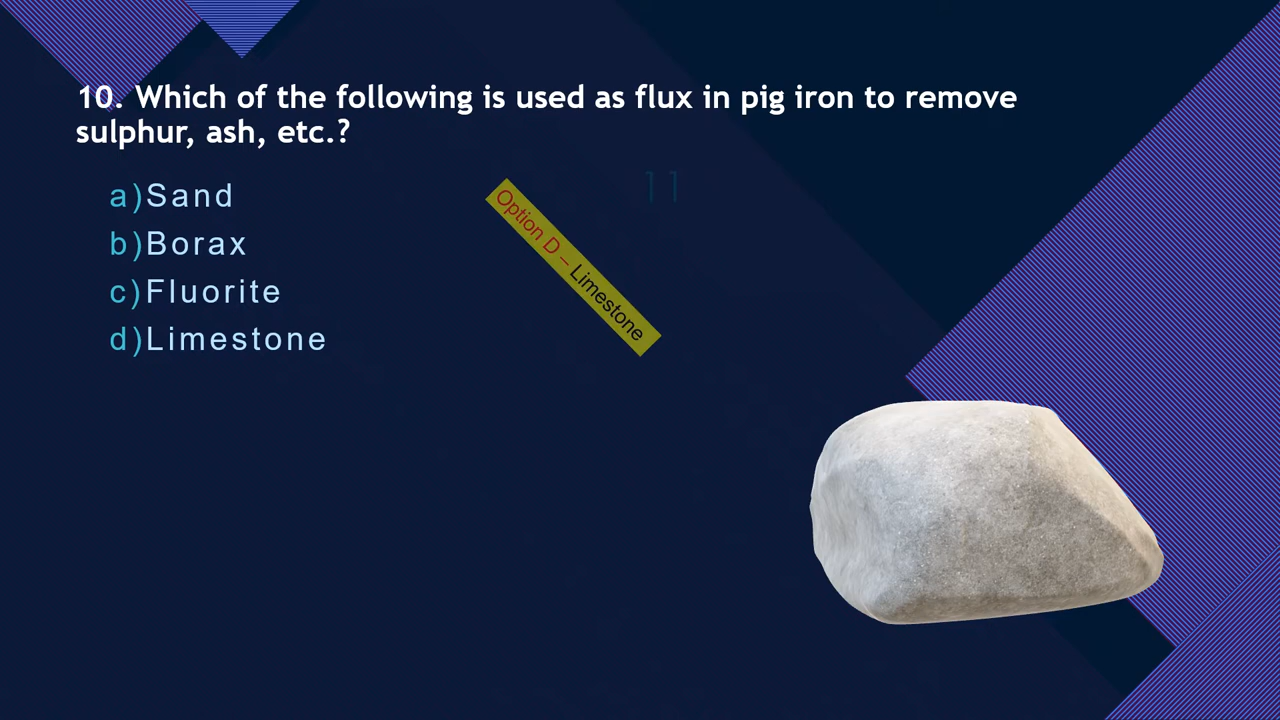 10. Which of the following is used as flux in pig iron to remove
sulphur, ash, etc.?
a)Sand
b)Borax
c)Fluorite
d)Limestone
Option D – Limestone
11